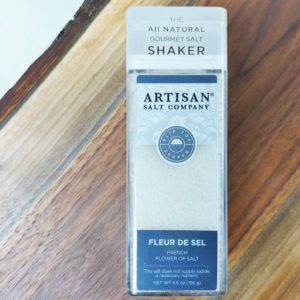 THE
All NATURAL
GOURMET SALT
SHAKER
ARTISAN®
SALT COMPANY
SHAKER
FLEUR DE SEL
FRENCH
FLOWER OF SALT
This salt does not supply iodide,
a necessary nutrient.
NET WT 5.5 oz (156 g)